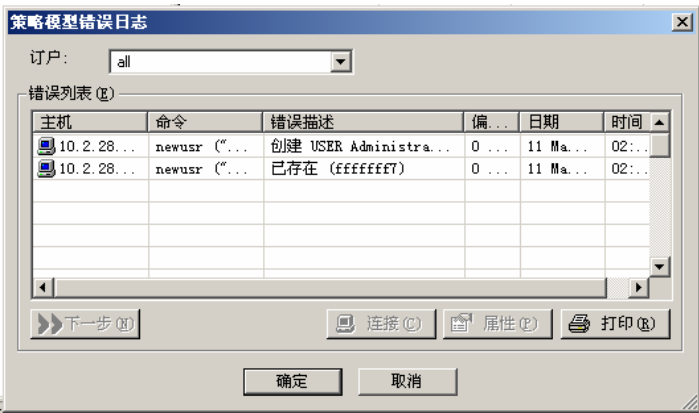 策略模型错误日志
订户: all
错误列表(E)
主机 命令 错误描述 偏... 日期 时间
10.2.28... newusr ("... 创建 USER Administra... 0 ... 11 Ma... 02:..
10.2.28... newusr ("... 已存在 (fffffff7) 0 ... 11 Ma... 02:..
下一步(N) 连接(C) 属性(P) 打印(R)
确定 取消